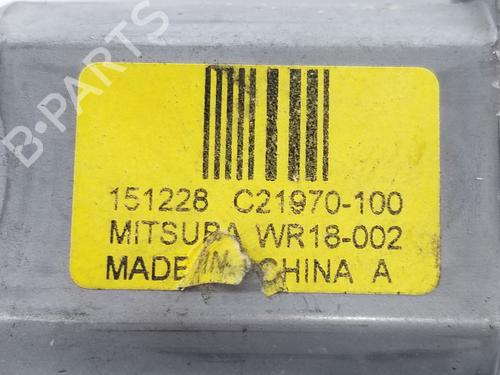 B-PARTS
151228 C21970-100
MITSUBA WR18-002
MADE IN CHINA A